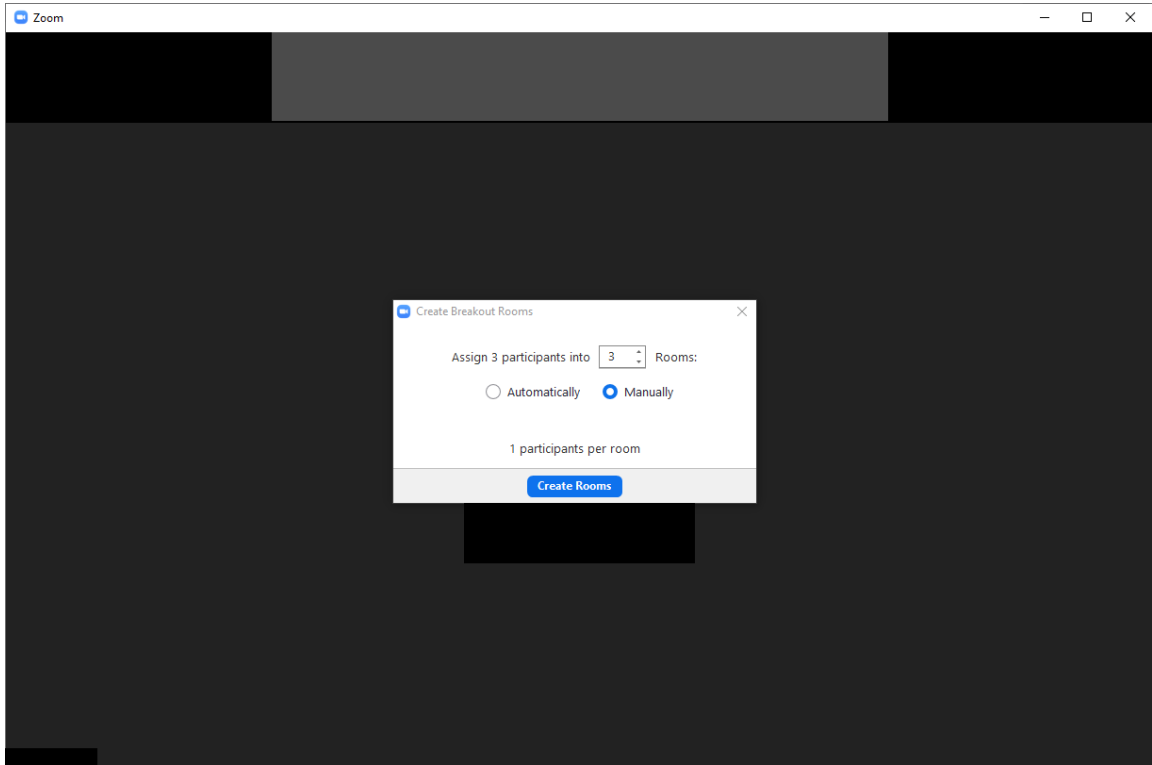 Zoom
Create Breakout Rooms
Assign 3 participants into 3 Rooms:
Automatically Manually
1 participants per room
Create Rooms